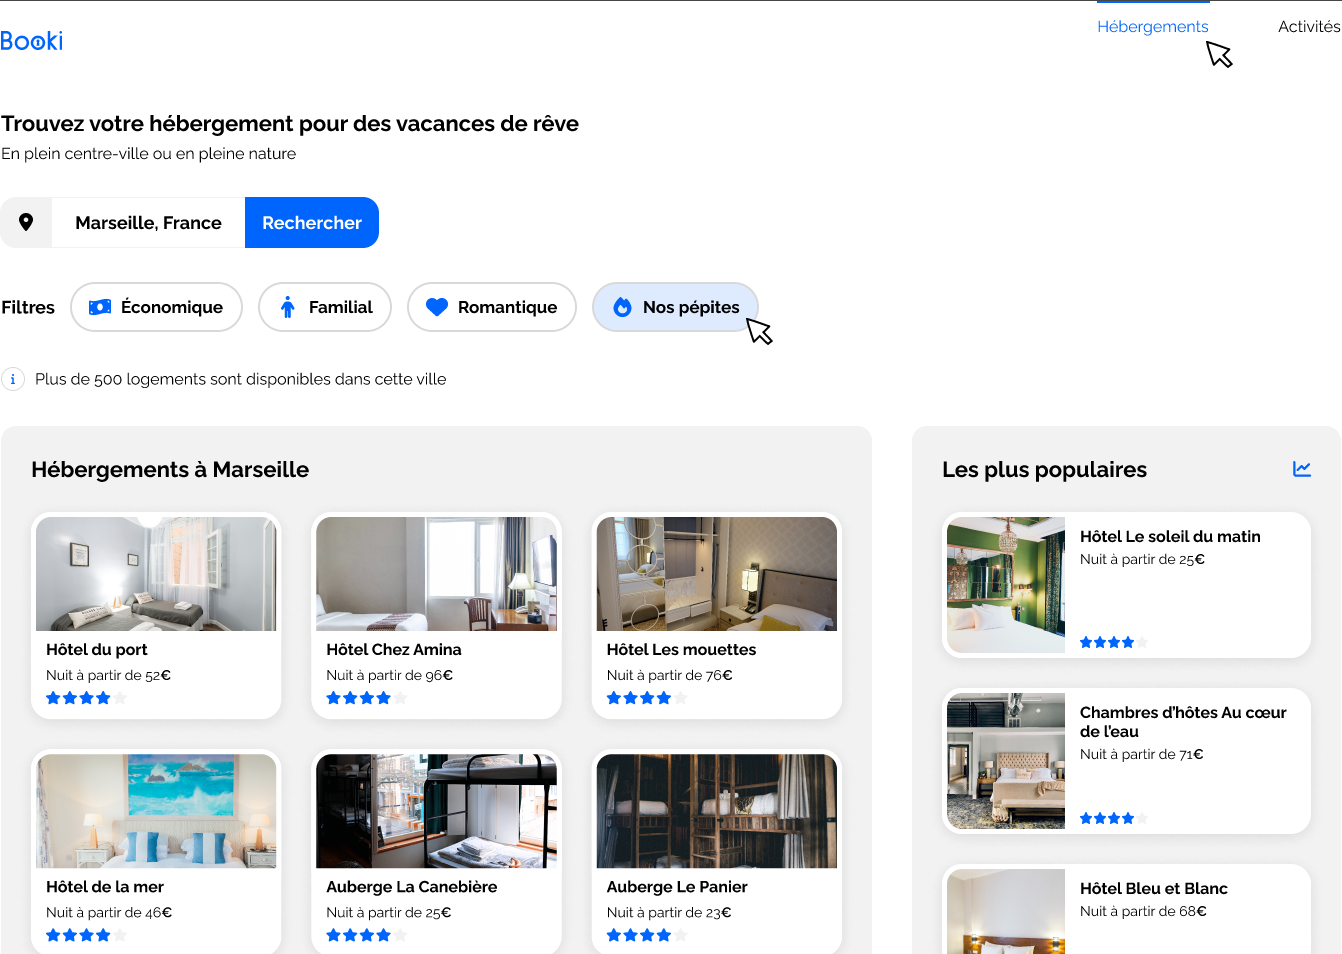 Booki
Hébergements
Activités
Trouvez votre hébergement pour des vacances de rêve
En plein centre-ville ou en pleine nature
Marseille, France
Rechercher
Filtres
Économique
Familial
Romantique
Nos pépites
i
Plus de 500 logements sont disponibles dans cette ville
Hébergements à Marseille
Hôtel du port
Nuit à partir de 52€
Hôtel Chez Amina
Nuit à partir de 96€
Hôtel Les mouettes
Nuit à partir de 76€
Hôtel de la mer
Nuit à partir de 46€
Auberge La Canebière
Nuit à partir de 25€
Auberge Le Panier
Nuit à partir de 23€
Les plus populaires
Hôtel Le soleil du matin
Nuit à partir de 25€
Chambres d’hôtes Au cœur
de l’eau
Nuit à partir de 71€
Hôtel Bleu et Blanc
Nuit à partir de 68€